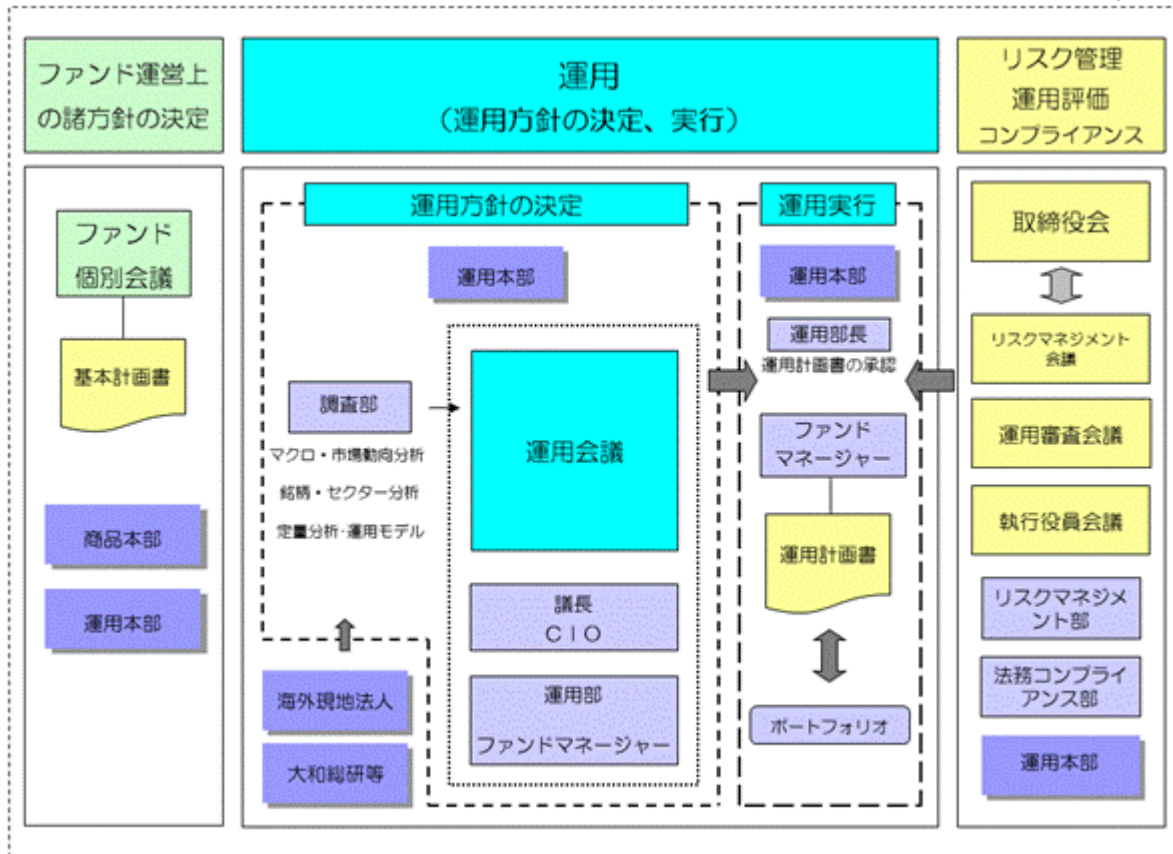 ファンド運営上
の諸方針の決定
運用
（運用方針の決定、実行）
リスク管理
運用評価
コンプライアンス
ファンド
個別会議
基本計画書
商品本部
運用本部
運用方針の決定
運用本部
調査部
マクロ・市場動向分析
銘柄・セクター分析
定量分析・運用モデル
運用会議
議長
ＣＩＯ
運用部
ファンドマネージャー
海外現地法人
大和総研等
運用実行
運用本部
運用部長
運用計画書の承認
ファンド
マネージャー
運用計画書
ポートフォリオ
取締役会
リスクマネジメント
会議
運用審査会議
執行役員会議
リスクマネジメ
ント部
法務コンプライ
アンス部
運用本部